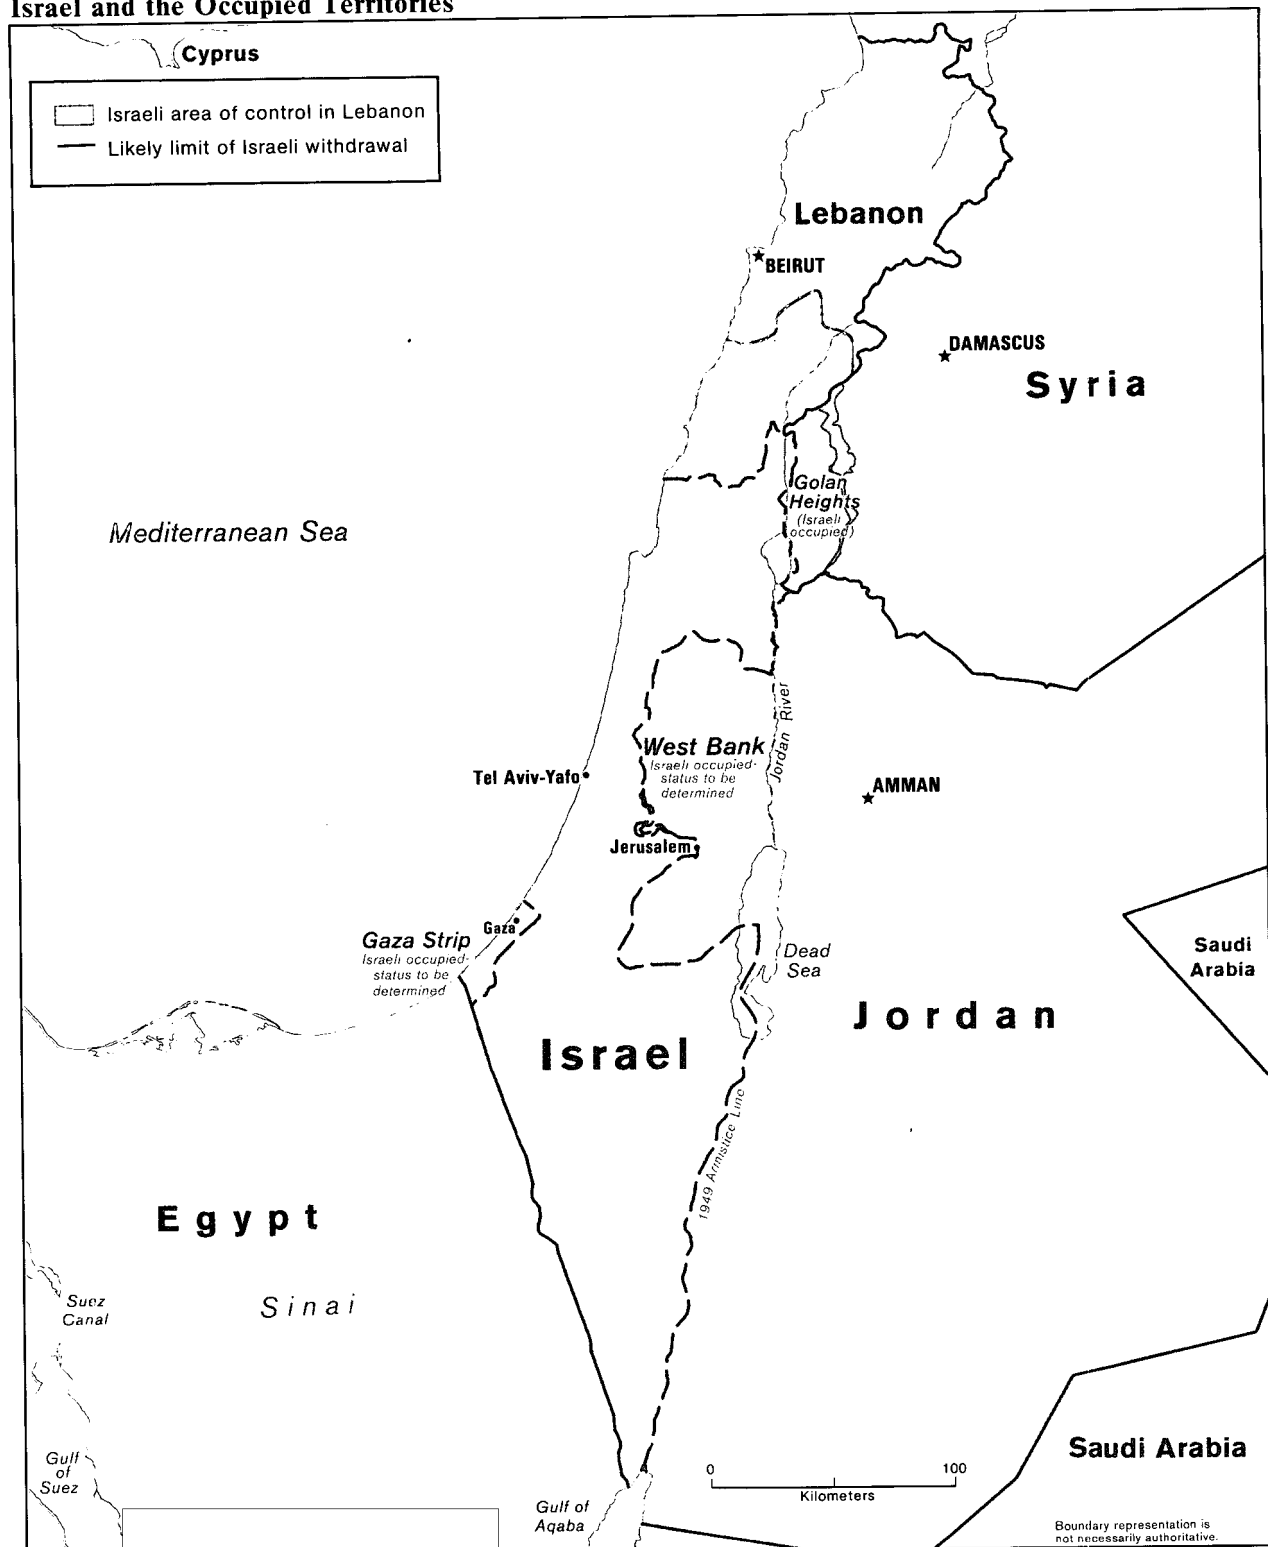 Israel and the Occupied Territories
Cyprus
Israeli area of control in Lebanon
Likely limit of Israeli withdrawal
Lebanon
BEIRUT
DAMASCUS
Syria
Golan
Heights
(Israeli
occupied)
Mediterranean Sea
Jordan River
West Bank
Israeli occupied-
status to be
determined
Tel Aviv-Yafo
AMMAN
Jerusalem
Gaza
Gaza Strip
Israeli occupied-
status to be
determined
Dead
Sea
Saudi
Arabia
Jordan
Israel
1949 Armistice Line
Egypt
Sinai
Suez
Canal
Gulf
of
Suez
Gulf of
Aqaba
0 100
Kilometers
Saudi Arabia
Boundary representation is
not necessarily authoritative.